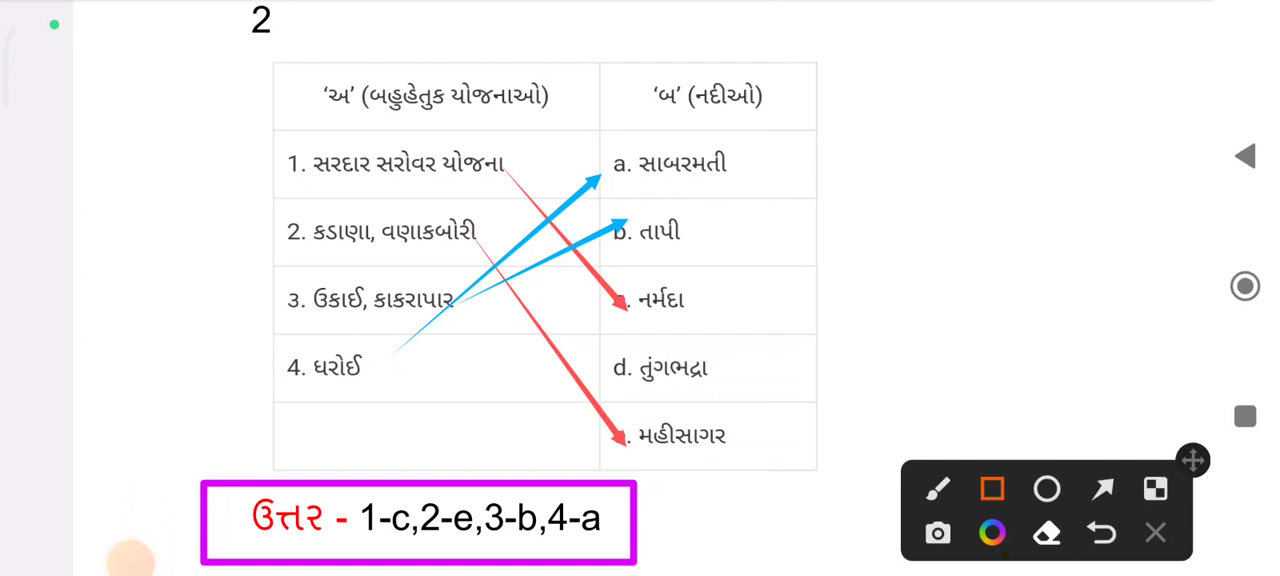 2
‘અ’ (બહુહેતુક યોજનાઓ) ‘બ’ (નદીઓ)
1. સરદાર સરોવર યોજના a. સાબરમતી
2. કડાણા, વણાકબોરી b. તાપી
3. ઉકાઈ, કાકરાપાર . નર્મદા
4. ધરોઈ d. તુંગભદ્રા
. મહીસાગર
ઉત્તર - 1-c,2-e,3-b,4-a